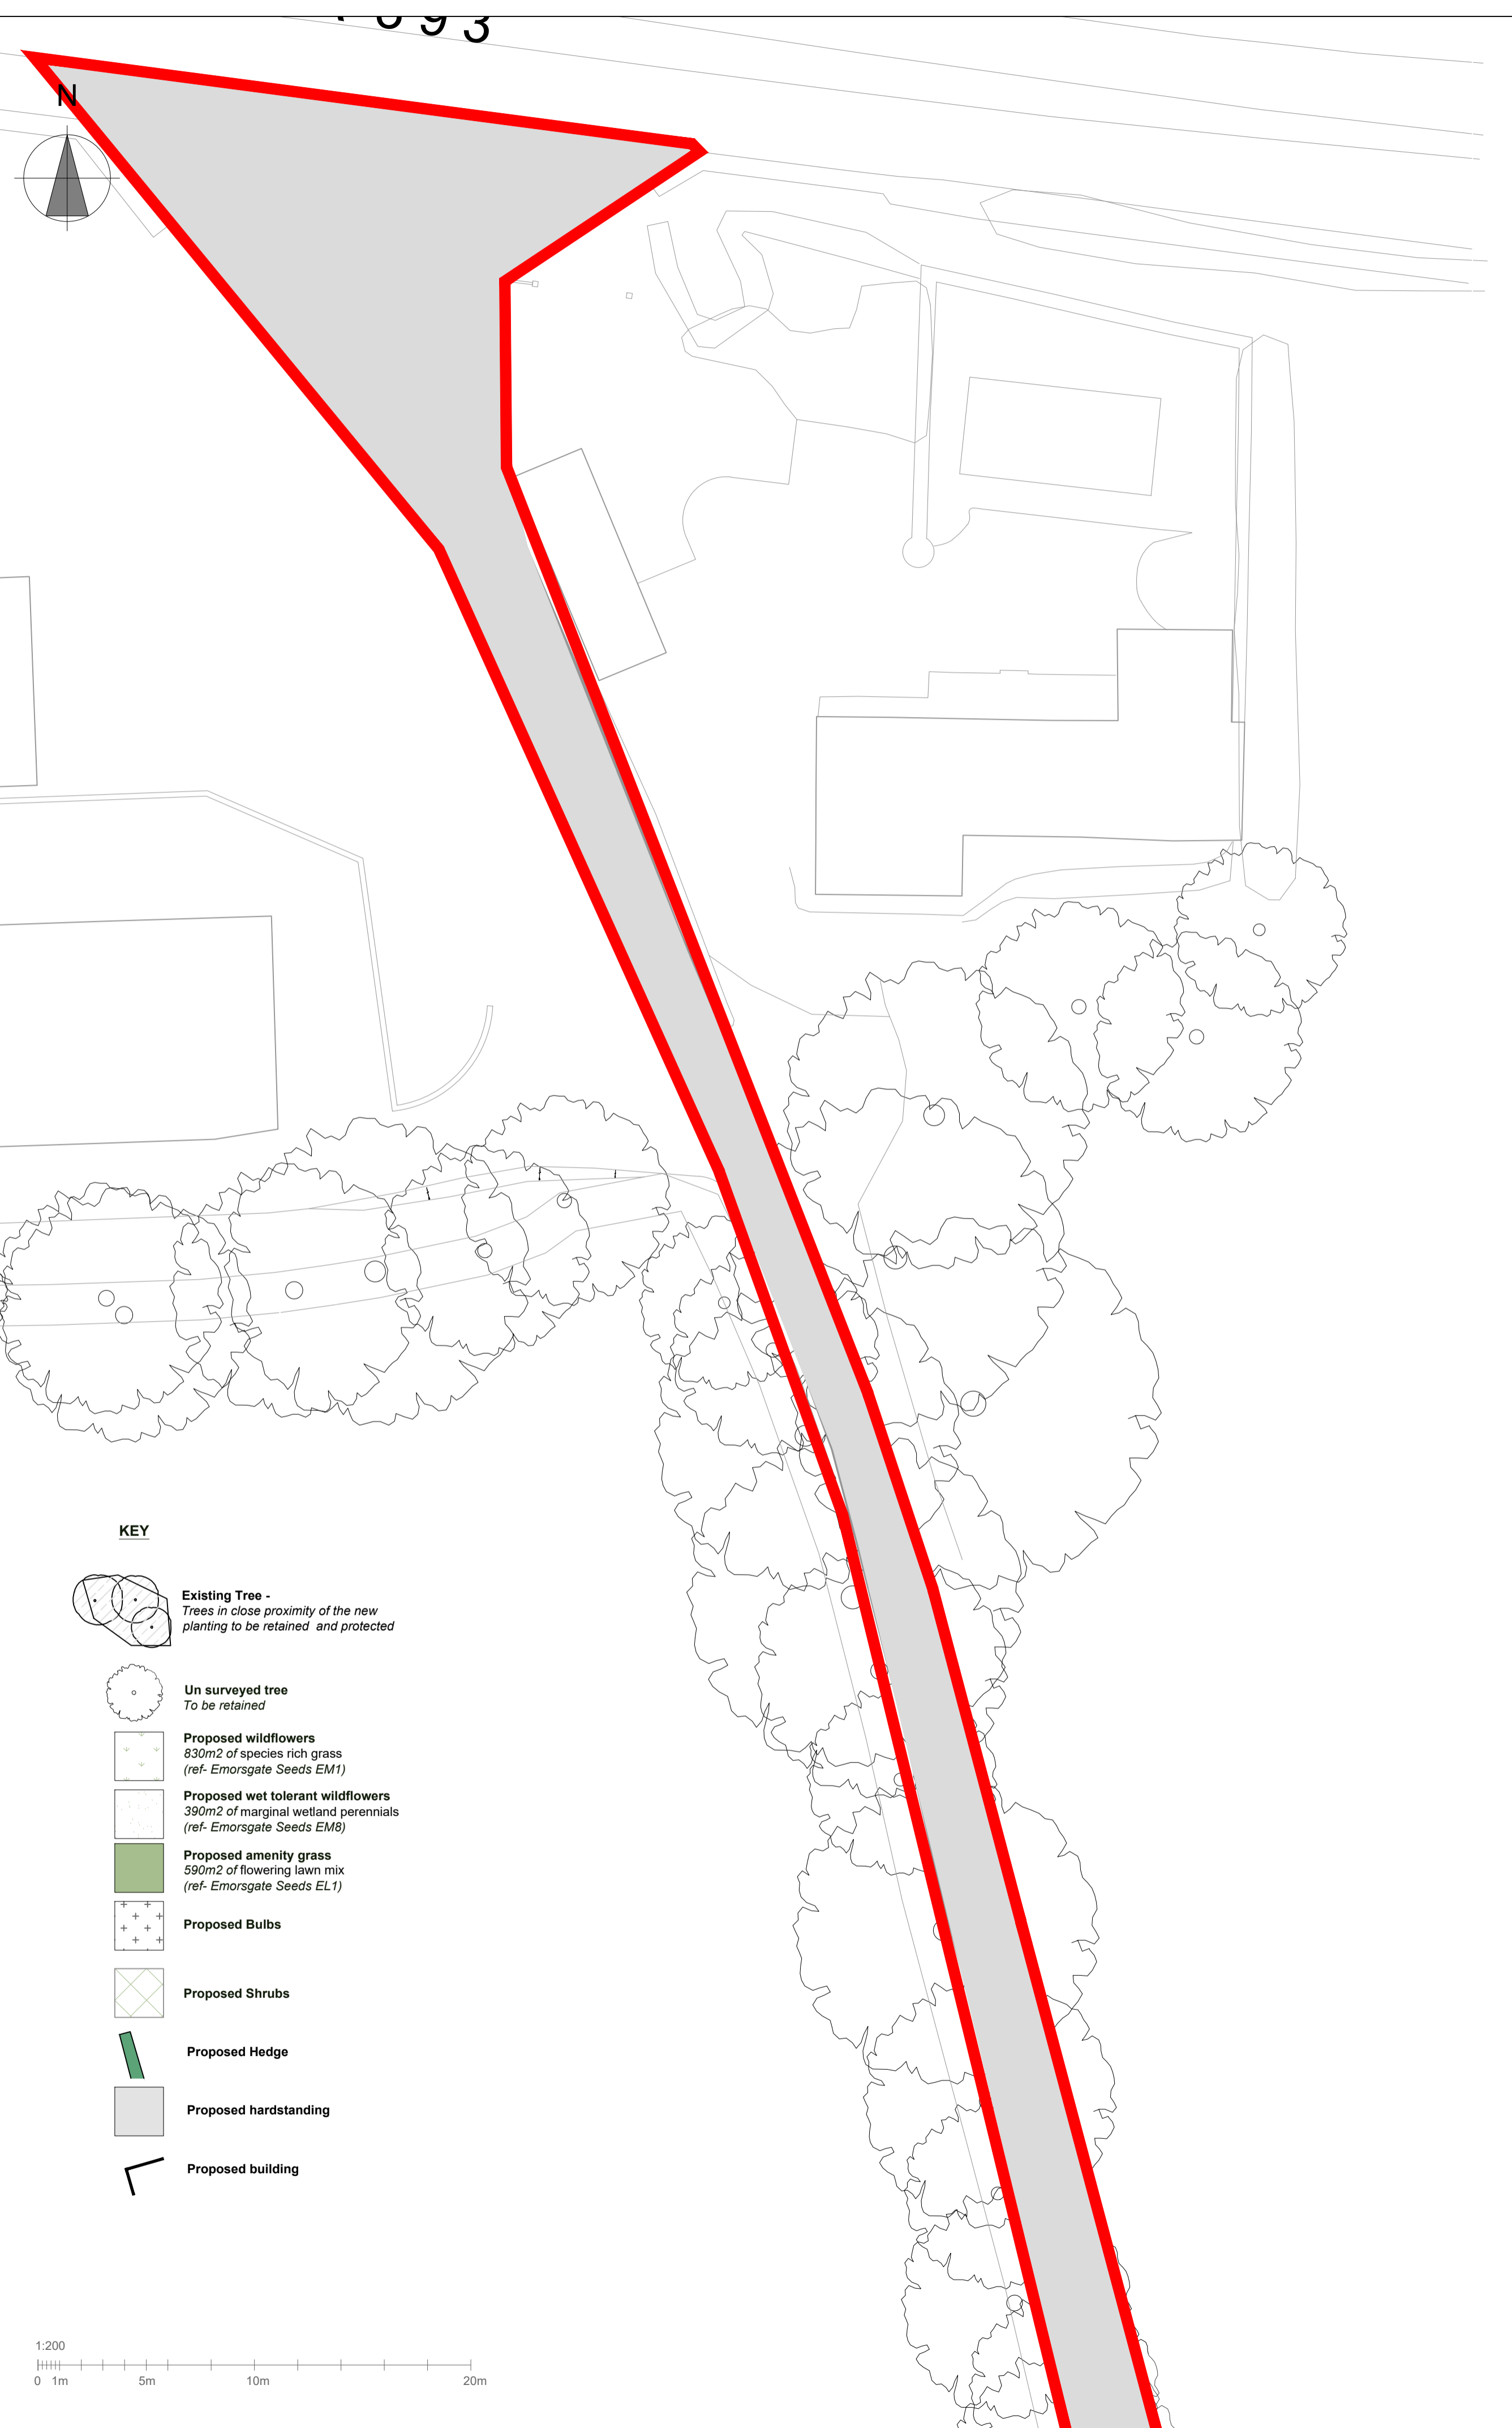 893
N
KEY
Existing Tree -
Trees in close proximity of the new
planting to be retained and protected
Un surveyed tree
To be retained
Proposed wildflowers
830m2 of species rich grass
(ref- Emorsgate Seeds EM1)
Proposed wet tolerant wildflowers
390m2 of marginal wetland perennials
(ref- Emorsgate Seeds EM8)
Proposed amenity grass
590m2 of flowering lawn mix
(ref- Emorsgate Seeds EL1)
Proposed Bulbs
Proposed Shrubs
Proposed Hedge
Proposed hardstanding
Proposed building
1:200
0 1m 5m 10m 20m